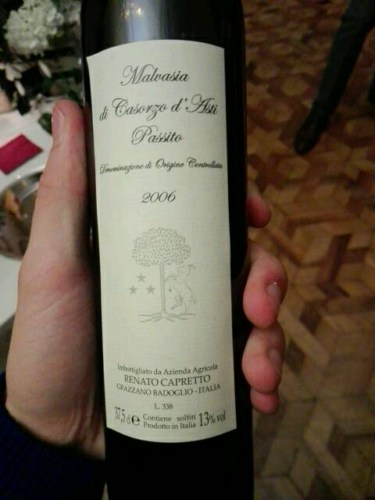 Malvasia
di Casorzo d'Asti
Passito
Denominazione di Origine Controllata
2006
Imbottigliato da Azienda Agricola
RENATO CAPRETTO
GRAZZANO BADOGLIO - ITALIA
L. 338
37,5 cl e Contiene solfiti 13% vol
Prodotto in Italia